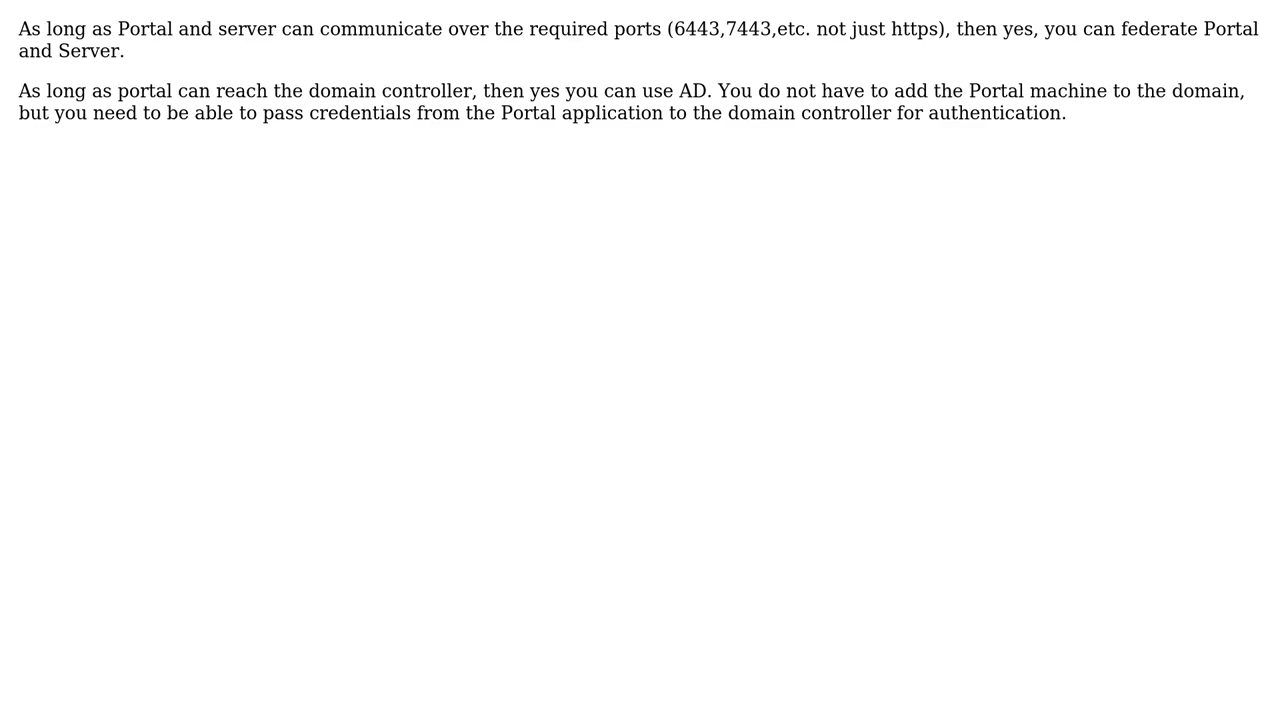 As long as Portal and server can communicate over the required ports (6443,7443,etc. not just https), then yes, you can federate Portal
and Server.
As long as portal can reach the domain controller, then yes you can use AD. You do not have to add the Portal machine to the domain,
but you need to be able to pass credentials from the Portal application to the domain controller for authentication.